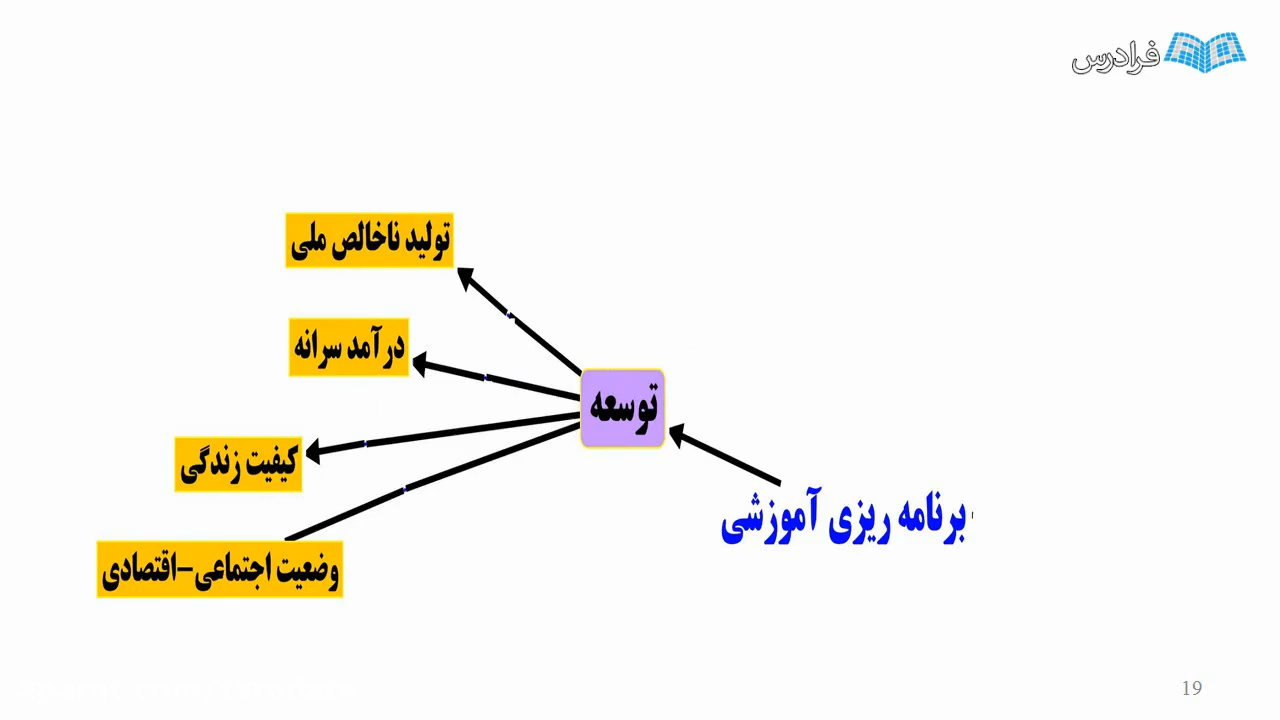 فرادرس
تولید ناخالص ملی
درآمد سرانه
توسعه
کیفیت زندگی
برنامه ریزی آموزشی
وضعیت اجتماعی-اقتصادی
19